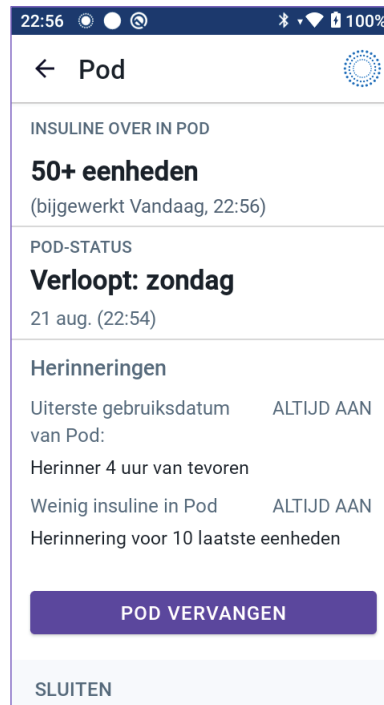 22:56 100%
Pod
INSULINE OVER IN POD
50+ eenheden
(bijgewerkt Vandaag, 22:56)
POD-STATUS
Verloopt: zondag
21 aug. (22:54)
Herinneringen
Uiterste gebruiksdatum ALTIJD AAN
van Pod:
Herinner 4 uur van tevoren
Weinig insuline in Pod ALTIJD AAN
Herinnering voor 10 laatste eenheden
POD VERVANGEN
SLUITEN